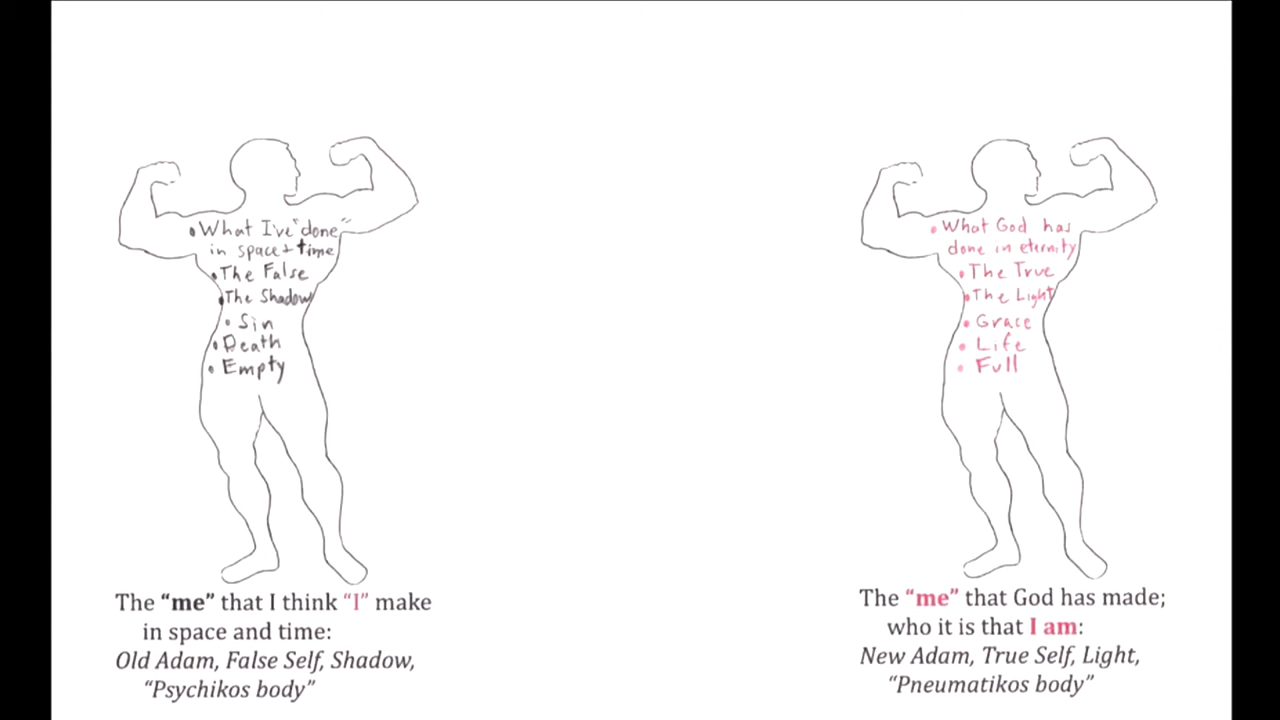 • What I've "done"
in space + time
• The False
• The Shadow
• Sin
• Death
• Empty
The “me” that I think “I” make
in space and time:
Old Adam, False Self, Shadow,
“Psychikos body”
• What God has
done in eternity
• The True
• The Light
• Grace
• Life
• Full
The “me” that God has made;
who it is that I am:
New Adam, True Self, Light,
“Pneumatikos body”